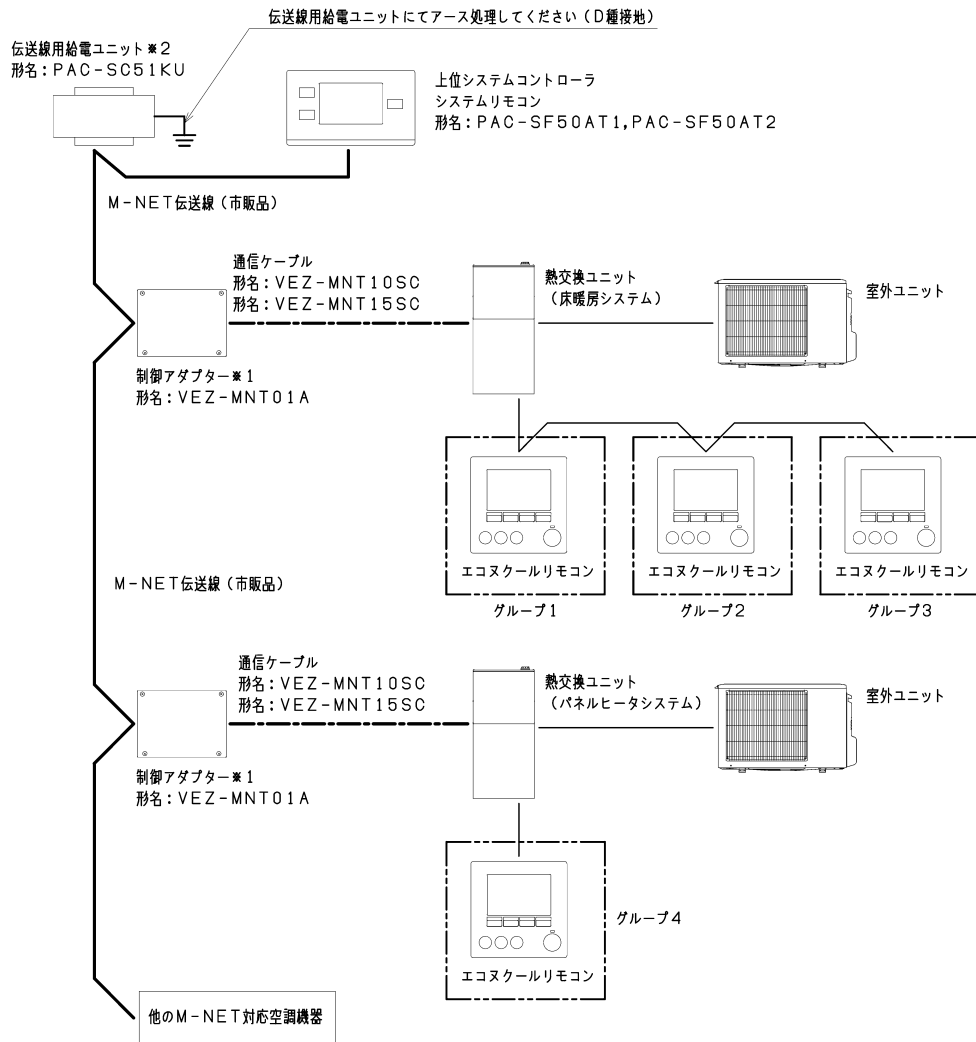 伝送線用給電ユニットにてアース処理してください（D種接地）
伝送線用給電ユニット※2
形名：PAC-SC51KU
上位システムコントローラ
システムリモコン
形名：PAC-SF50AT1,PAC-SF50AT2
M-NET伝送線（市販品）
通信ケーブル
形名：VEZ-MNT10SC
形名：VEZ-MNT15SC
熱交換ユニット
（床暖房システム）
室外ユニット
制御アダプター※1
形名：VEZ-MNT01A
エコヌクールリモコン
エコヌクールリモコン
エコヌクールリモコン
グループ1
グループ2
グループ3
M-NET伝送線（市販品）
通信ケーブル
形名：VEZ-MNT10SC
形名：VEZ-MNT15SC
熱交換ユニット
（パネルヒータシステム）
室外ユニット
制御アダプター※1
形名：VEZ-MNT01A
グループ4
エコヌクールリモコン
他のM-NET対応空調機器